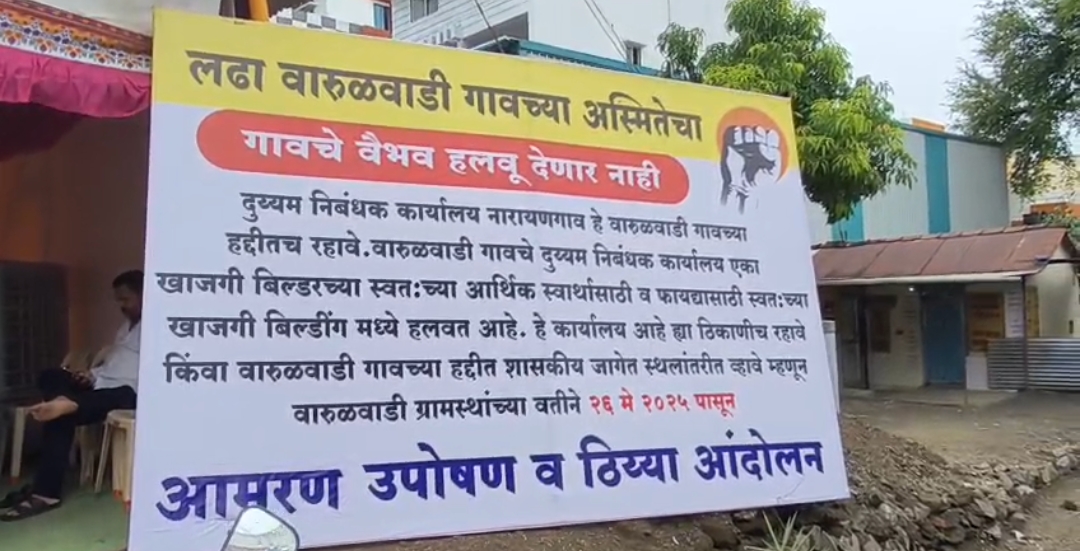 लढा वारुळवाडी गावच्या अस्मितेचा
गावचे वैभव हलवू देणार नाही
दुय्यम निबंधक कार्यालय नारायणगाव हे वारुळवाडी गावच्या
हद्दीतच रहावे.वारुळवाडी गावचे दुय्यम निबंधक कार्यालय एका
खाजगी बिल्डरच्या स्वत:च्या आर्थिक स्वार्थासाठी व फायद्यासाठी स्वत:च्या
खाजगी बिल्डींग मध्ये हलवत आहे. हे कार्यालय आहे ह्या ठिकाणीच रहावे
किंवा वारुळवाडी गावच्या हद्दीत शासकीय जागेत स्थलांतरीत व्हावे म्हणून
वारुळवाडी ग्रामस्थांच्या वतीने २६ मे २०२५ पासून
आमरण उपोषण व ठिय्या आंदोलन